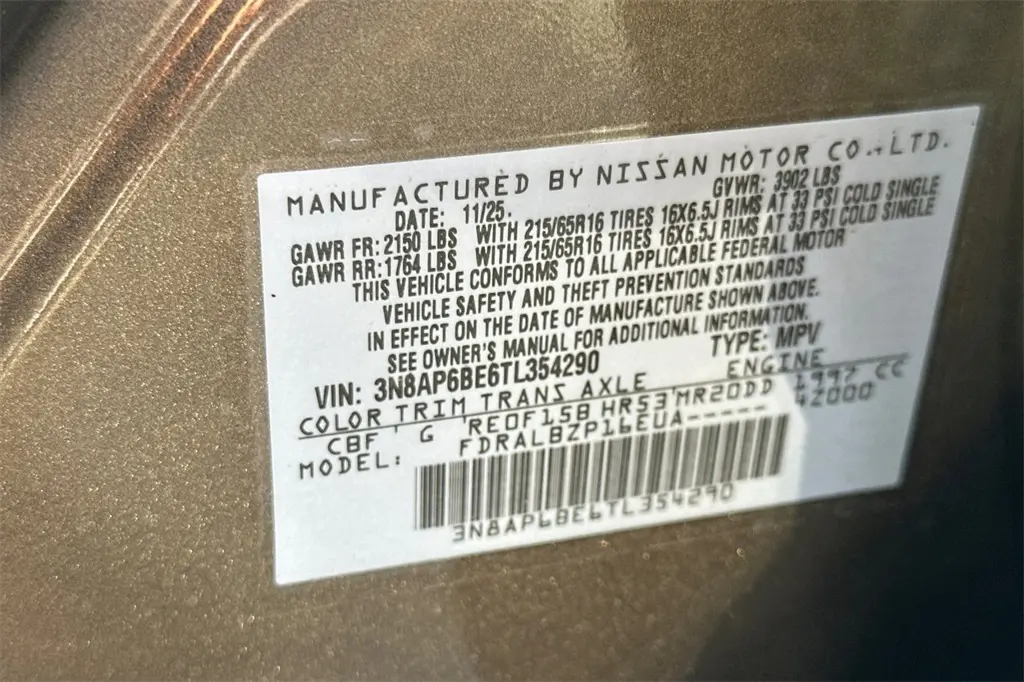 MANUFACTURED BY NISSAN MOTOR CO.,LTD.
DATE: 11/25. GVWR: 3902 LBS
GAWR FR: 2150 LBS WITH 215/65R16 TIRES 16X6.5J RIMS AT 33 PSI COLD SINGLE
GAWR RR: 1764 LBS WITH 215/65R16 TIRES 16X6.5J RIMS AT 33 PSI COLD SINGLE
THIS VEHICLE CONFORMS TO ALL APPLICABLE FEDERAL MOTOR
VEHICLE SAFETY AND THEFT PREVENTION STANDARDS
IN EFFECT ON THE DATE OF MANUFACTURE SHOWN ABOVE.
SEE OWNER'S MANUAL FOR ADDITIONAL INFORMATION.
VIN: 3N8AP6BE6TL354290 TYPE: MPV
COLOR TRIM TRANS AXLE ENGINE
CBF ' G 'RE0F15B HR53'MR20DD 1997 CC
MODEL: FDRALBZP16EUA----- 42000
3N8AP6BE6TL354290